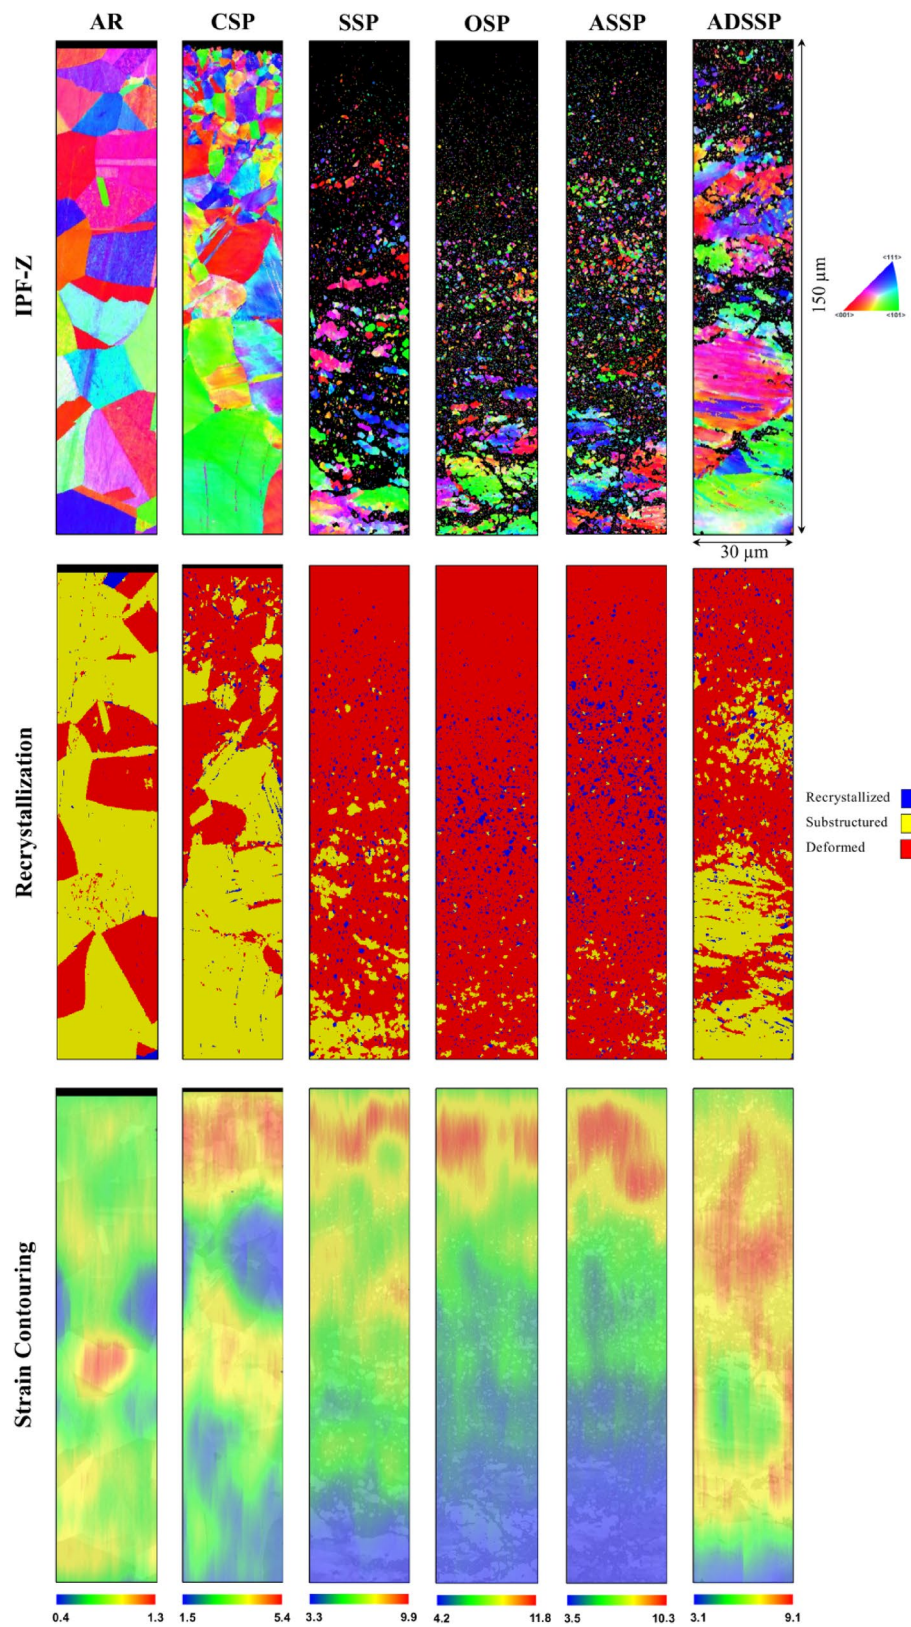 AR CSP SSP OSP ASSP ADSSP
IPF-Z
150 µm
<111>
<001> <101>
30 µm
Recrystallization
Recrystallized
Substructured
Deformed
Strain Contouring
0.4 1.3 1.5 5.4 3.3 9.9 4.2 11.8 3.5 10.3 3.1 9.1